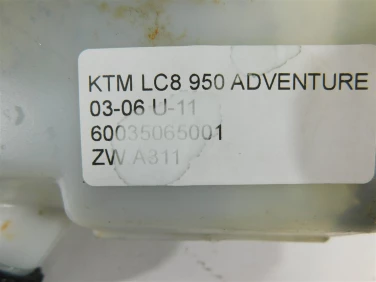 KTM LC8 950 ADVENTURE
03-06 U-11
60035065001
ZW A311